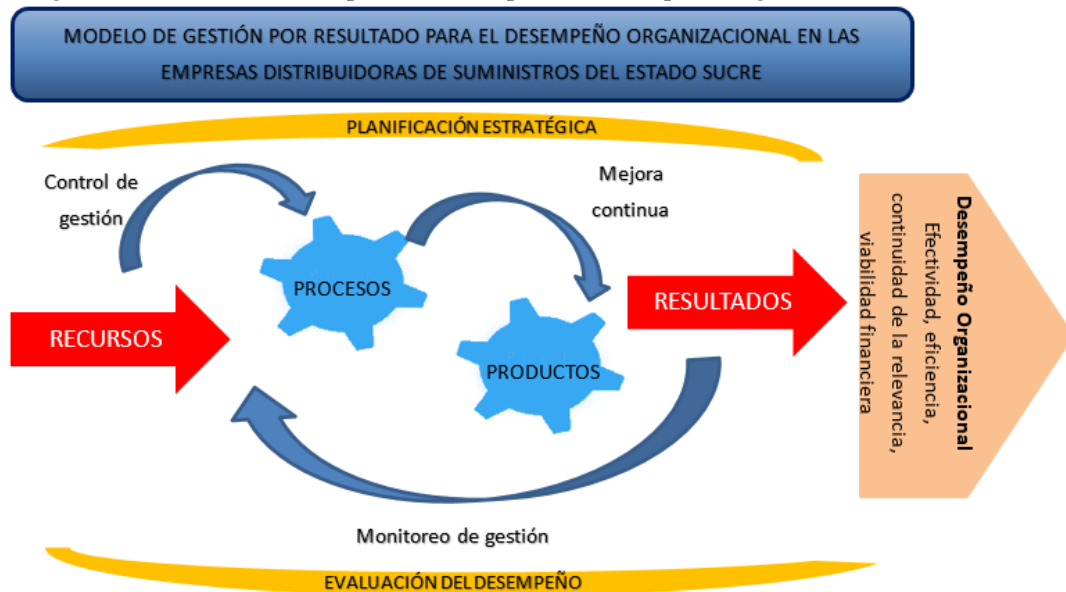 MODELO DE GESTIÓN POR RESULTADO PARA EL DESEMPEÑO ORGANIZACIONAL EN LAS
EMPRESAS DISTRIBUIDORAS DE SUMINISTROS DEL ESTADO SUCRE
PLANIFICACIÓN ESTRATÉGICA
Control de
gestión
Mejora
continua
PROCESOS
RECURSOS
PRODUCTOS
RESULTADOS
Desempeño Organizacional
Efectividad, eficiencia,
continuidad de la relevancia,
viabilidad financiera
Monitoreo de gestión
EVALUACIÓN DEL DESEMPEÑO